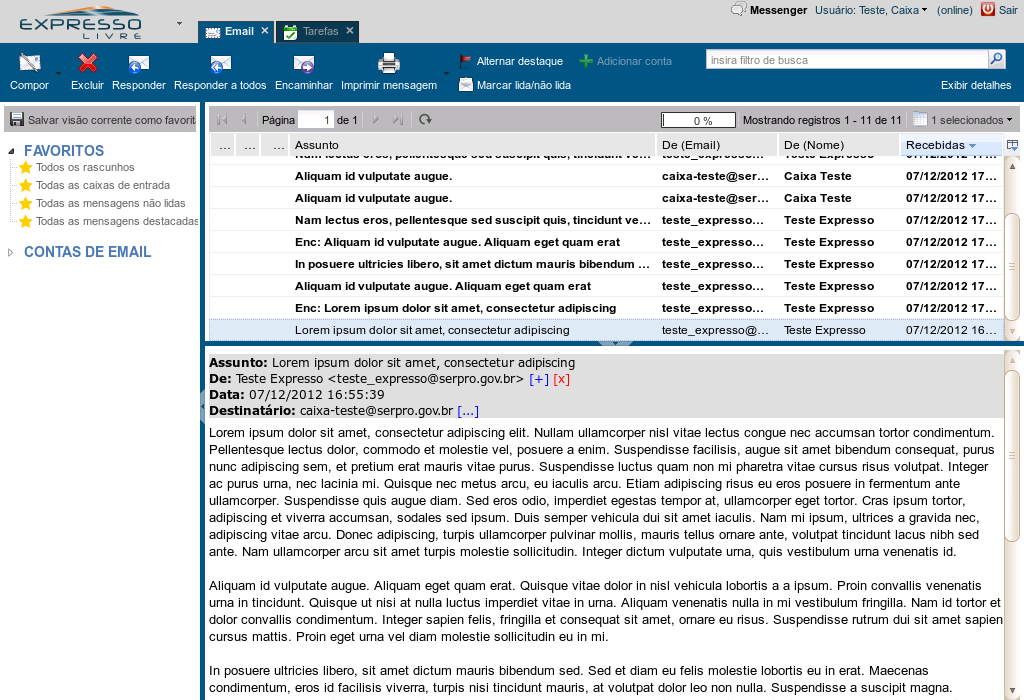 EXPRESSO
LIVRE
Email
Tarefas
Messenger
Usuário: Teste, Caixa
(online)
Sair
Compor
Excluir
Responder
Responder a todos
Encaminhar
Imprimir mensagem
Alternar destaque
Adicionar conta
Marcar lida/não lida
insira filtro de busca
Exibir detalhes
Salvar visão corrente como favorit
FAVORITOS
Todos os rascunhos
Todas as caixas de entrada
Todas as mensagens não lidas
Todas as mensagens destacadas
CONTAS DE EMAIL
Página 1 de 1
0 %
Mostrando registros 1 - 11 de 11
1 selecionados
... ... ... Assunto De (Email) De (Nome) Recebidas
Nam lectus eros, pellentesque sed suscipit quis, tincidunt ve... teste_expresso... Teste Expresso 07/12/2012 17...
Aliquam id vulputate augue. caixa-teste@ser... Caixa Teste 07/12/2012 17...
Aliquam id vulputate augue. caixa-teste@ser... Caixa Teste 07/12/2012 17...
Nam lectus eros, pellentesque sed suscipit quis, tincidunt ve... teste_expresso... Teste Expresso 07/12/2012 17...
Enc: Aliquam id vulputate augue. Aliquam eget quam erat teste_expresso... Teste Expresso 07/12/2012 17...
In posuere ultricies libero, sit amet dictum mauris bibendum ... teste_expresso... Teste Expresso 07/12/2012 17...
Aliquam id vulputate augue. Aliquam eget quam erat teste_expresso... Teste Expresso 07/12/2012 17...
Enc: Lorem ipsum dolor sit amet, consectetur adipiscing teste_expresso... Teste Expresso 07/12/2012 17...
Lorem ipsum dolor sit amet, consectetur adipiscing teste_expresso@... Teste Expresso 07/12/2012 16...
Assunto: Lorem ipsum dolor sit amet, consectetur adipiscing
De: Teste Expresso <teste_expresso@serpro.gov.br> [+] [x]
Data: 07/12/2012 16:55:39
Destinatário: caixa-teste@serpro.gov.br [...]
Lorem ipsum dolor sit amet, consectetur adipiscing elit. Nullam ullamcorper nisl vitae lectus congue nec accumsan tortor condimentum.
Pellentesque lectus dolor, commodo et molestie vel, posuere a enim. Suspendisse facilisis, augue sit amet bibendum consequat, purus
nunc adipiscing sem, et pretium erat mauris vitae purus. Suspendisse luctus quam non mi pharetra vitae cursus risus volutpat. Integer
ac purus urna, nec lacinia mi. Quisque nec metus arcu, eu iaculis arcu. Etiam adipiscing risus eu eros posuere in fermentum ante
ullamcorper. Suspendisse quis augue diam. Sed eros odio, imperdiet egestas tempor at, ullamcorper eget tortor. Cras ipsum tortor,
adipiscing et viverra accumsan, sodales sed ipsum. Duis semper vehicula dui sit amet iaculis. Nam mi ipsum, ultrices a gravida nec,
adipiscing vitae arcu. Donec adipiscing, turpis ullamcorper pulvinar mollis, mauris tellus ornare ante, volutpat tincidunt lacus nibh sed
ante. Nam ullamcorper arcu sit amet turpis molestie sollicitudin. Integer dictum vulputate urna, quis vestibulum urna venenatis id.
Aliquam id vulputate augue. Aliquam eget quam erat. Quisque vitae dolor in nisl vehicula lobortis a a ipsum. Proin convallis venenatis
urna in tincidunt. Quisque ut nisi at nulla luctus imperdiet vitae in urna. Aliquam venenatis nulla in mi vestibulum fringilla. Nam id tortor et
dolor convallis condimentum. Integer sapien felis, fringilla et consequat sit amet, ornare eu risus. Suspendisse rutrum dui sit amet sapien
cursus mattis. Proin eget urna vel diam molestie sollicitudin eu in mi.
In posuere ultricies libero, sit amet dictum mauris bibendum sed. Sed et diam eu felis molestie lobortis eu in erat. Maecenas
condimentum, eros id facilisis viverra, turpis nisi tincidunt mauris, at volutpat dolor leo non nulla. Suspendisse a suscipit magna.